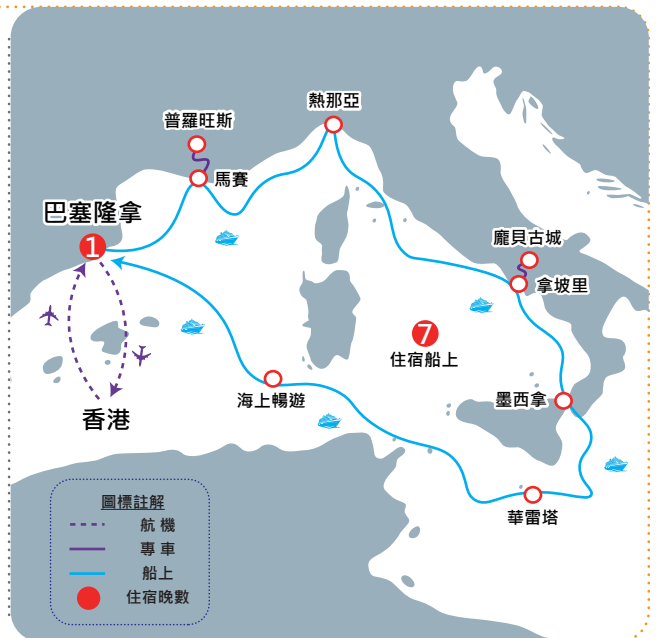 熱那亞
普羅旺斯
馬賽
巴塞隆拿
1
龐貝古城
拿坡里
7
住宿船上
海上暢遊
墨西拿
香港
華雷塔
圖標註解
航機
專車
船上
住宿晚數